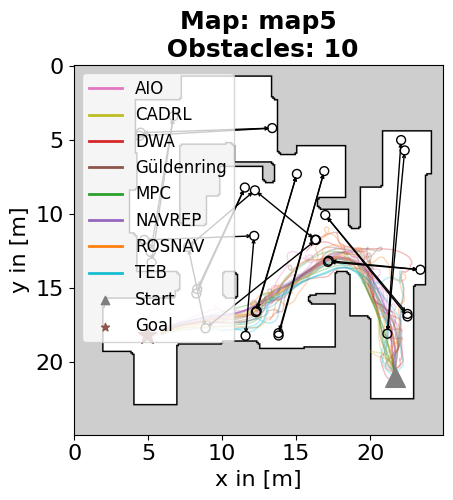 Map: map5
Obstacles: 10
AIO
CADRL
DWA
Güldenring
MPC
NAVREP
ROSNAV
TEB
Start
Goal
0
5
10
15
20
y in [m]
0 5 10 15 20
x in [m]